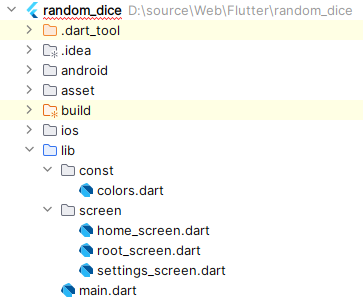 random_dice D:\source\Web\Flutter\random_dice
.dart_tool
.idea
android
asset
build
ios
lib
const
colors.dart
screen
home_screen.dart
root_screen.dart
settings_screen.dart
main.dart